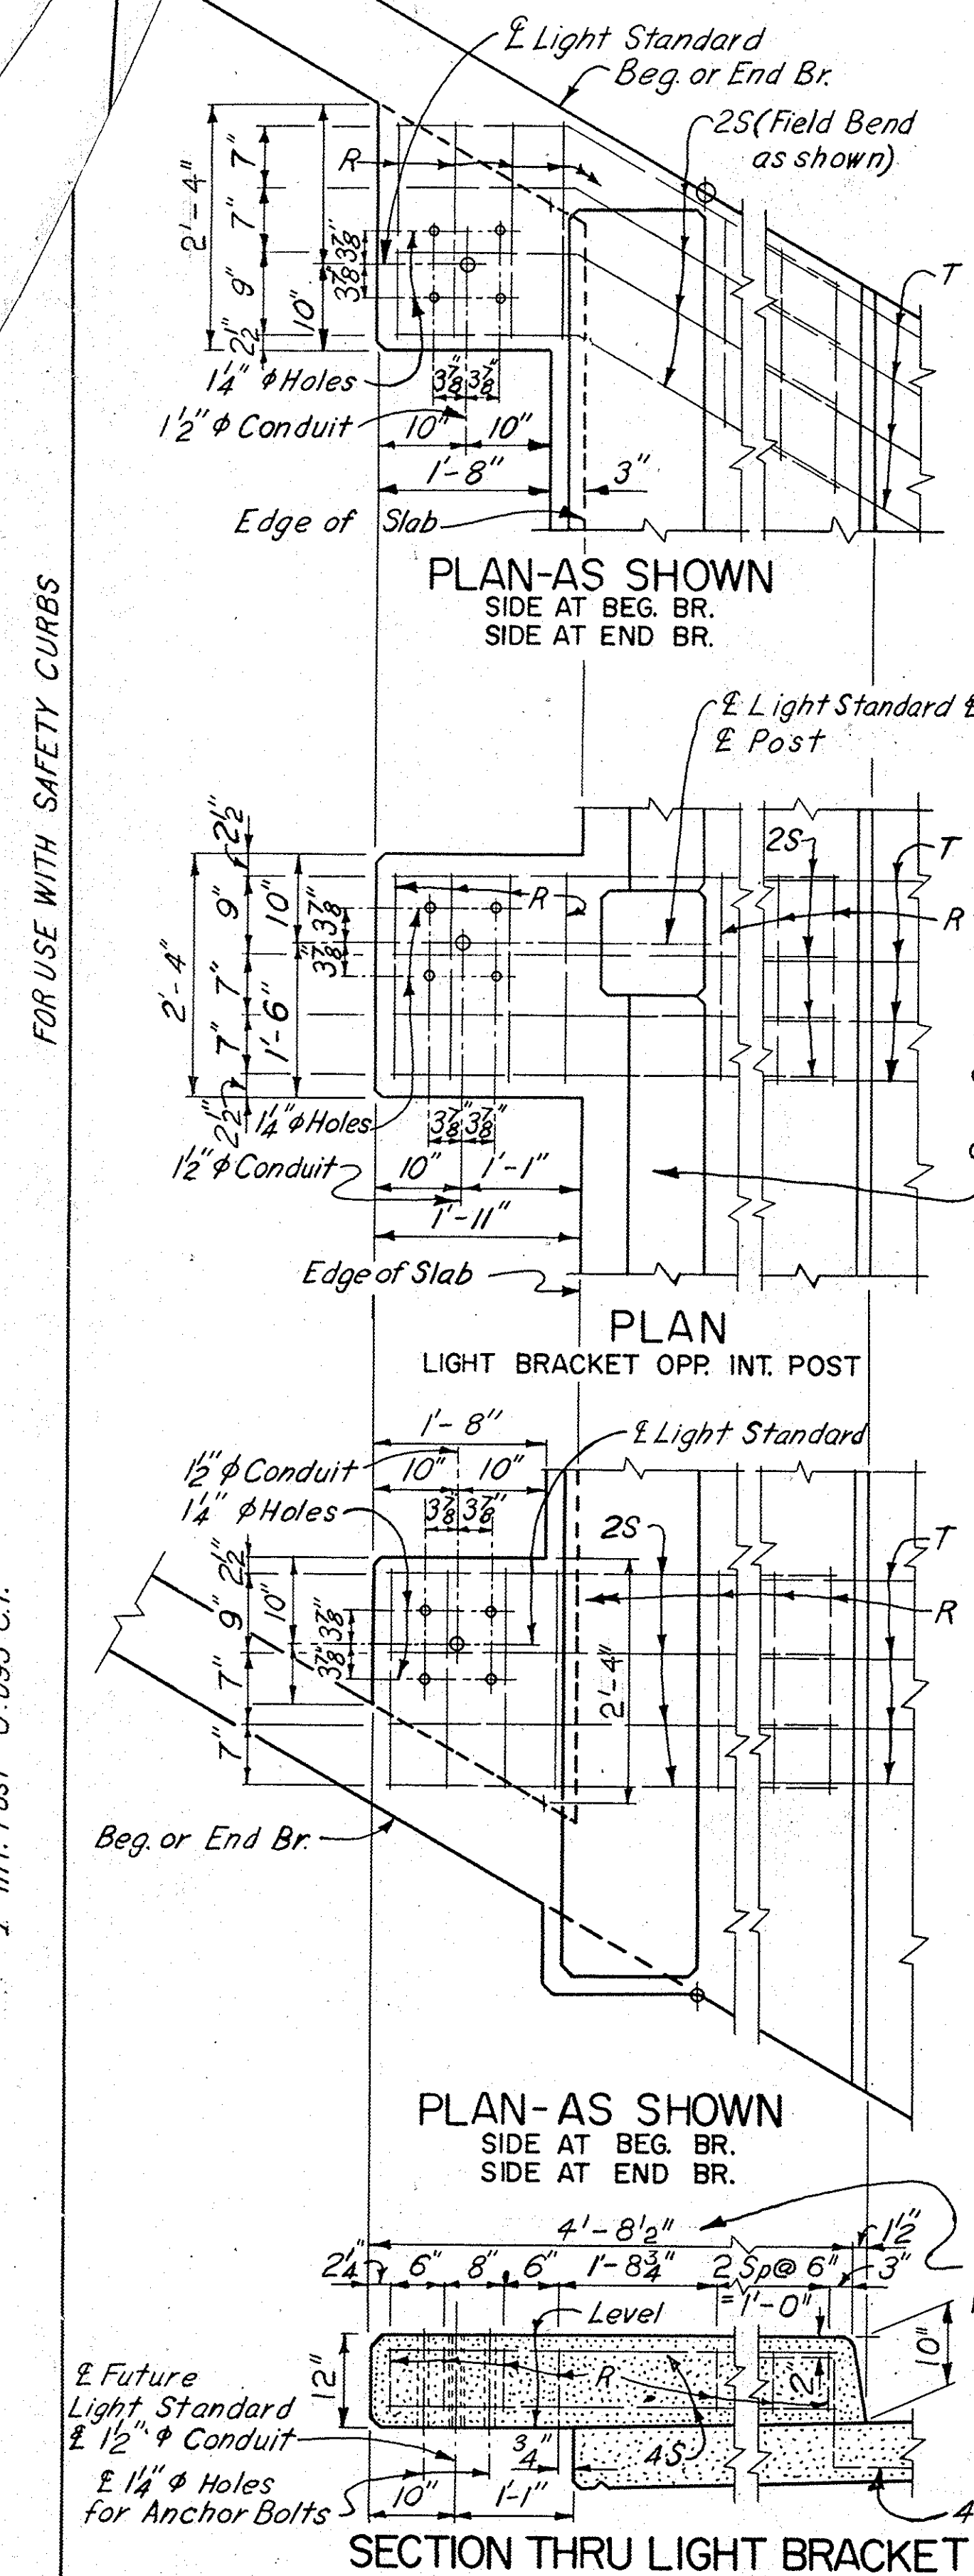 ℄ Light Standard
Beg. or End Br.
2S (Field Bend
as shown)
R
2'-4"
7"
7"
9"
2½"
10"
3⅞"
3⅞"
T
1¼" φ Holes
3⅞" 3⅞"
1½" φ Conduit
10" 10"
1'-8"
3"
Edge of Slab
PLAN-AS SHOWN
SIDE AT BEG. BR.
SIDE AT END BR.
FOR USE WITH SAFETY CURBS
℄ Light Standard
℄ Post
2½"
2S
T
9"
10"
3⅞"
R
R
3⅞"
2'-4"
7"
1'-6"
7"
2½"
1¼" φ Holes
3⅞" 3⅞"
1½" φ Conduit
10" 1'-1"
1'-11"
Edge of Slab
PLAN
LIGHT BRACKET OPP. INT. POST
1'-8"
℄ Light Standard
1½" φ Conduit
10" 10"
1¼" φ Holes
3⅞" 3⅞"
2S
T
2½"
9"
10"
3⅞"
3⅞"
R
7"
2'-4"
7"
Beg. or End Br.
PLAN-AS SHOWN
SIDE AT BEG. BR.
SIDE AT END BR.
4'-8½"
1½"
2¼" 6" 8" 6" 1'-8¾" 2 Sp@ 6" 3"
= 1'-0"
Level
12"
R
2"
10"
℄ Future
Light Standard
℄ 1½" φ Conduit
¾"
4S
℄ 1¼" φ Holes
for Anchor Bolts
10" 1'-1"
4
SECTION THRU LIGHT BRACKET